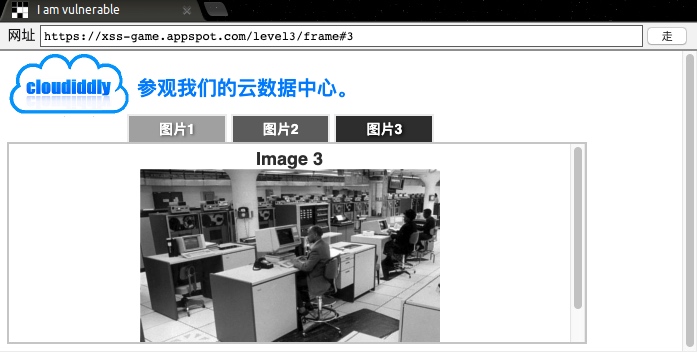 I am vulnerable
网址 https://xss-game.appspot.com/level3/frame#3 走
cloudiddly 参观我们的云数据中心。
图片1 图片2 图片3
Image 3